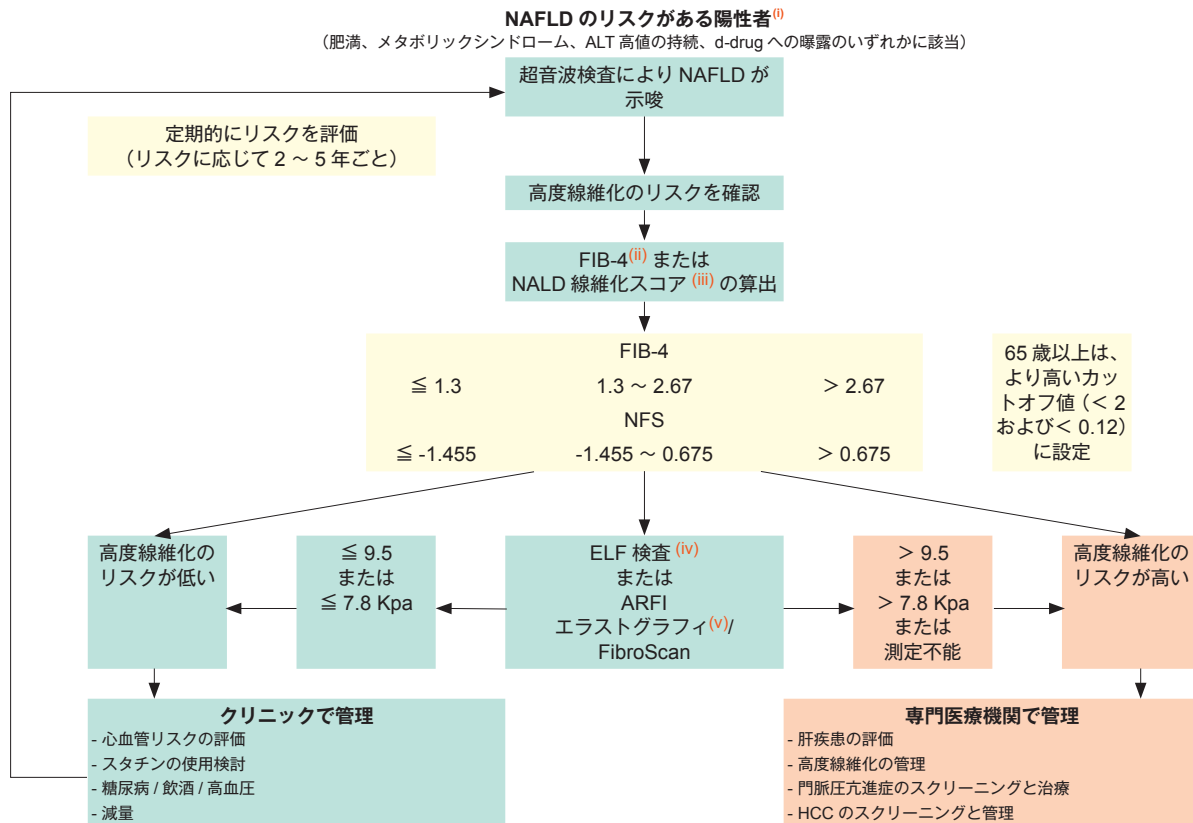 NAFLD のリスクがある陽性者(i)
（肥満、メタボリックシンドローム、ALT 高値の持続、d-drug への曝露のいずれかに該当）
超音波検査により NAFLD が
示唆
定期的にリスクを評価
（リスクに応じて 2 ～ 5 年ごと）
高度線維化のリスクを確認
FIB-4(ii) または
NALD 線維化スコア (iii) の算出
FIB-4
≦ 1.3 1.3 ～ 2.67 ＞ 2.67
NFS
≦ -1.455 -1.455 ～ 0.675 ＞ 0.675
65 歳以上は、
より高いカッ
トオフ値（＜ 2
および＜ 0.12）
に設定
高度線維化の
リスクが低い
≦ 9.5
または
≦ 7.8 Kpa
ELF 検査 (iv)
または
ARFI
エラストグラフィ(v)/
FibroScan
＞ 9.5
または
＞ 7.8 Kpa
または
測定不能
高度線維化の
リスクが高い
クリニックで管理
- 心血管リスクの評価
- スタチンの使用検討
- 糖尿病 / 飲酒 / 高血圧
- 減量
専門医療機関で管理
- 肝疾患の評価
- 高度線維化の管理
- 門脈圧亢進症のスクリーニングと治療
- HCC のスクリーニングと管理